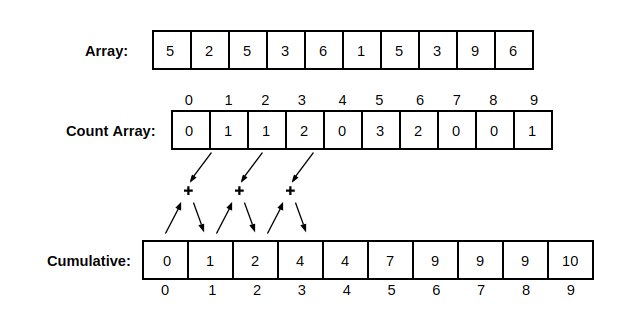 Array: 5 2 5 3 6 1 5 3 9 6
0 1 2 3 4 5 6 7 8 9
Count Array: 0 1 1 2 0 3 2 0 0 1
+ + +
Cumulative: 0 1 2 4 4 7 9 9 9 10
0 1 2 3 4 5 6 7 8 9